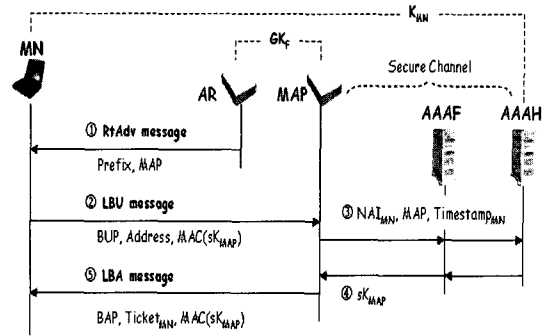 K_MN
GK_F
MN
Secure Channel
AR
MAP
AAAF
AAAH
① RtAdv message
Prefix, MAP
② LBU message
BUP, Address, MAC(sK_MAP)
③ NAI_MN, MAP, Timestamp_MN
⑤ LBA message
④ sK_MAP
BAP, Ticket_MN, MAC(sK_MAP)